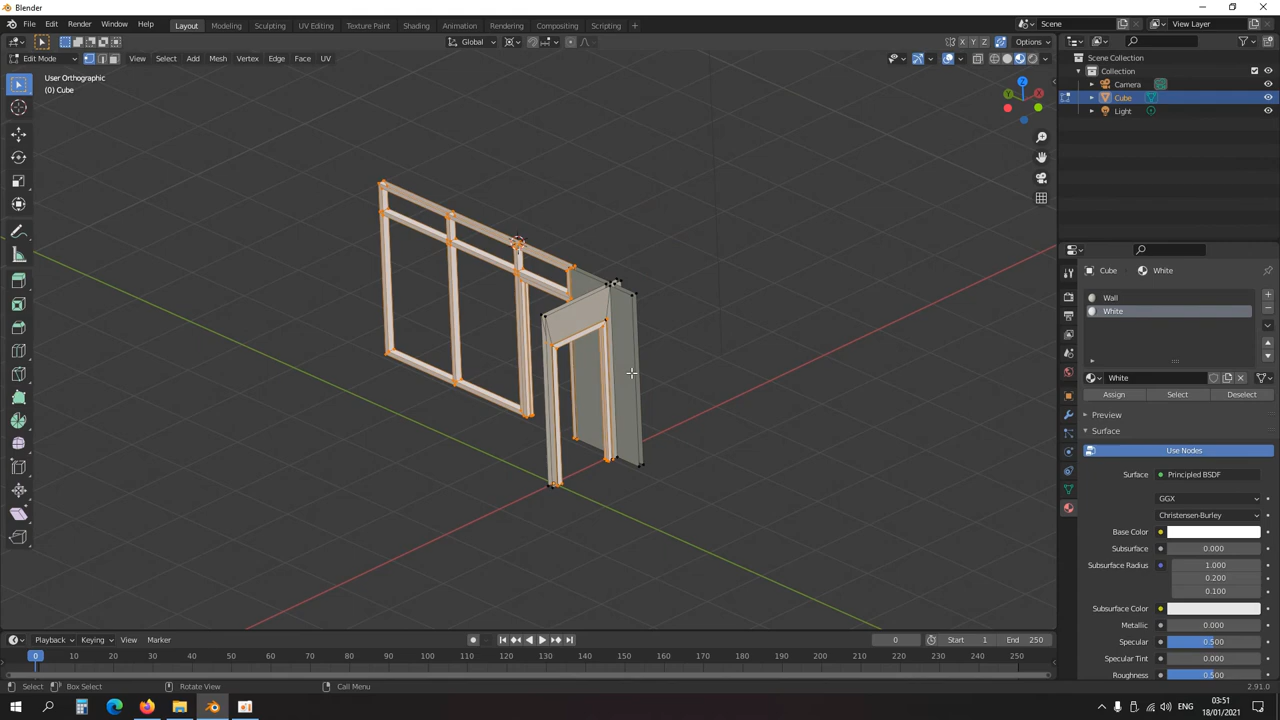 Blender
File Edit Render Window Help Layout Modeling Sculpting UV Editing Texture Paint Shading Animation Rendering Compositing Scripting Scene View Layer
Global X Y Z Options
Edit Mode View Select Add Mesh Vertex Edge Face UV
User Orthographic
(0) Cube
Z
Y X
Scene Collection
Collection
Camera
Cube
Light
Cube White
Wall
White
White
Assign Select Deselect
Preview
Surface
Use Nodes
Surface Principled BSDF
GGX
Christensen-Burley
Base Color
Subsurface 0.000
Subsurface Radius 1.000
0.200
0.100
Subsurface Color
Metallic 0.000
Specular 0.500
Specular Tint 0.000
Roughness 0.500
Playback Keying View Marker 0 Start 1 End 250
0 10 20 30 40 50 60 70 80 90 100 110 120 130 140 150 160 170 180 190 200 210 220 230 240 250
Select Box Select Rotate View Call Menu 2.91.0
ENG 03:51
18/01/2021